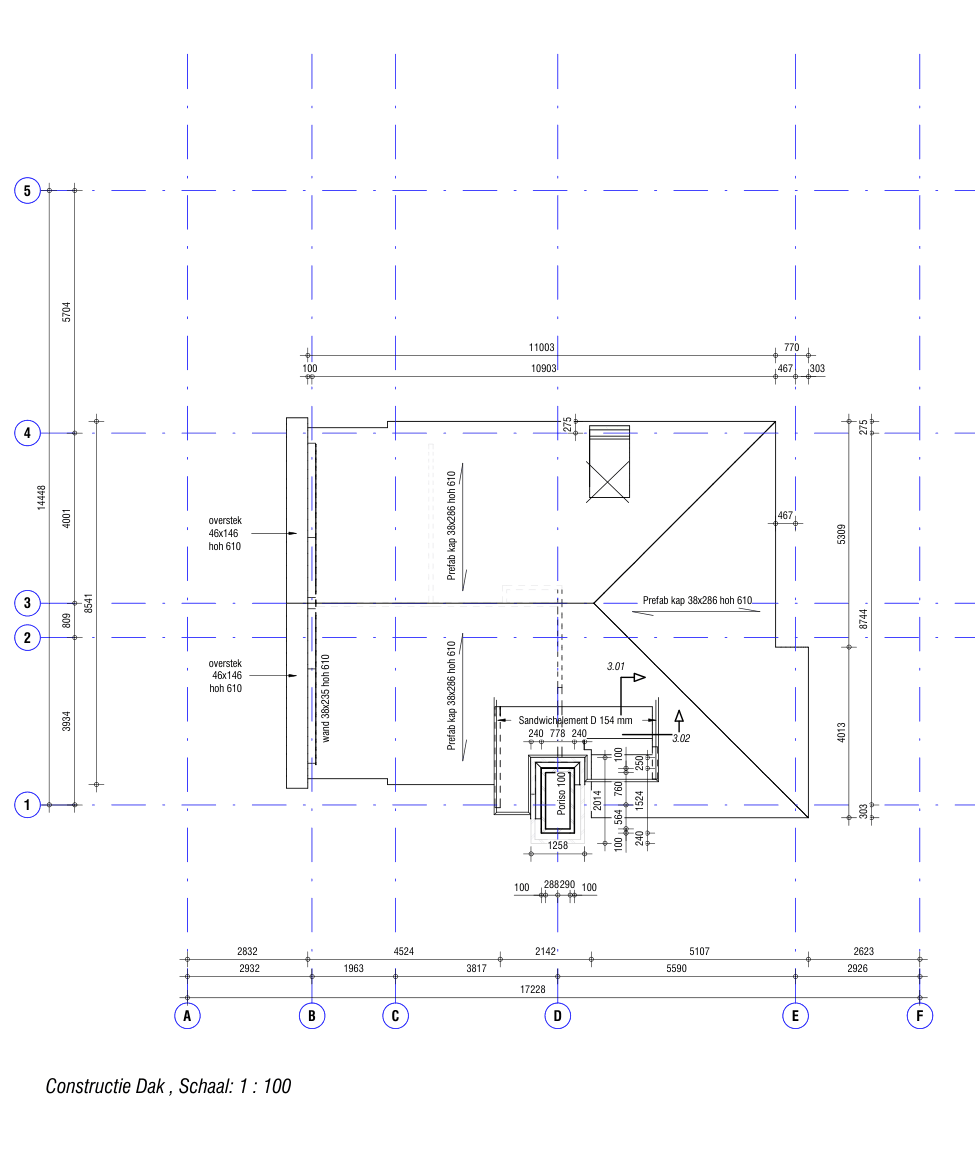 5
5704
11003
770
100
10903
467
303
275
275
4
14448
4001
overstek
46x146
hoh 610
Prefab kap 38x286 hoh 610
467
5309
3
8541
Prefab kap 38x286 hoh 610
809
8744
2
overstek
46x146
hoh 610
wand 38x235 hoh 610
Prefab kap 38x286 hoh 610
3.01
3934
Sandwichelement D 154 mm
240
778
240
3.02
4013
100
250
Poriso 100
760
2014
1524
564
1
303
100
240
1258
100
288
290
100
2832
4524
2142
5107
2623
2932
1963
3817
5590
2926
17228
A
B
C
D
E
F
Constructie Dak , Schaal: 1 : 100